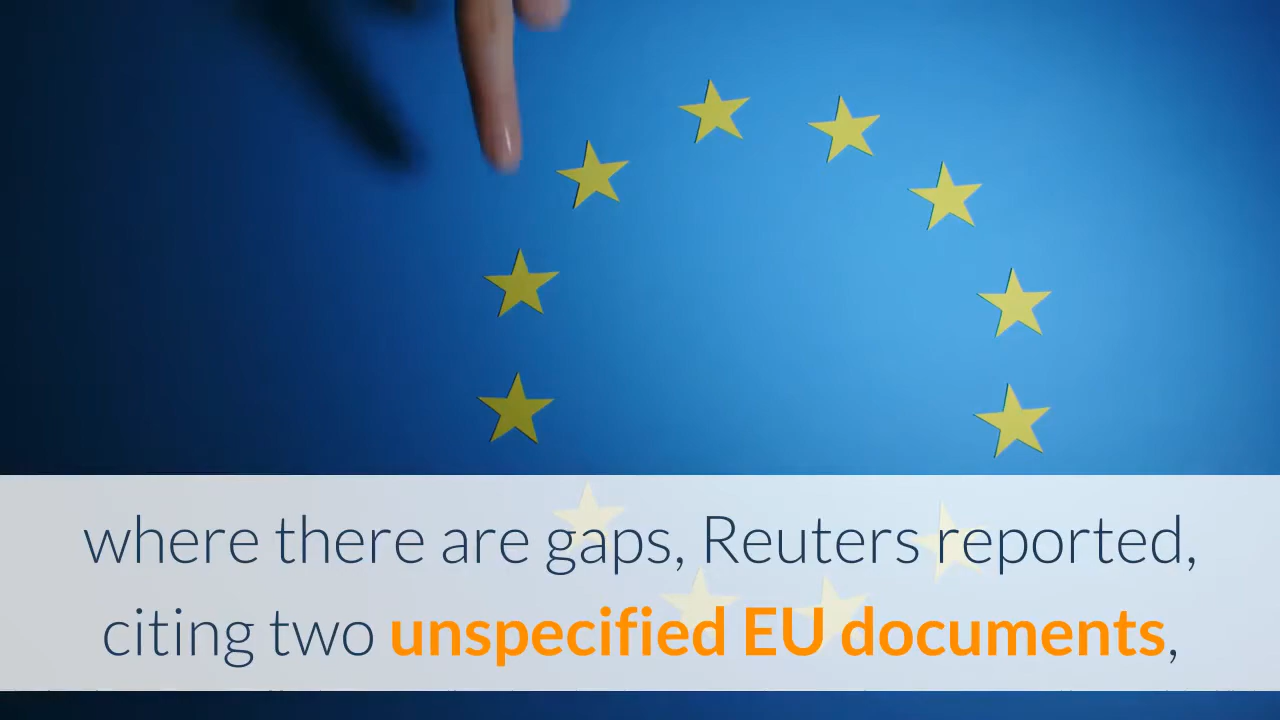 where there are gaps, Reuters reported,
citing two unspecified EU documents,